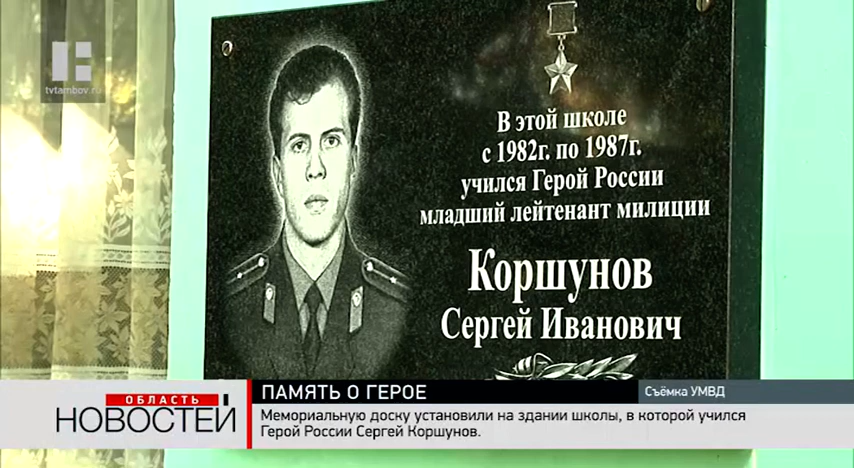 tvtambov.ru
В этой школе
с 1982г. по 1987г.
учился Герой России
младший лейтенант милиции
Коршунов
Сергей Иванович
ОБЛАСТЬ
НОВОСТЕЙ
ПАМЯТЬ О ГЕРОЕ
Съёмка УМВД
Мемориальную доску установили на здании школы, в которой учился
Герой России Сергей Коршунов.